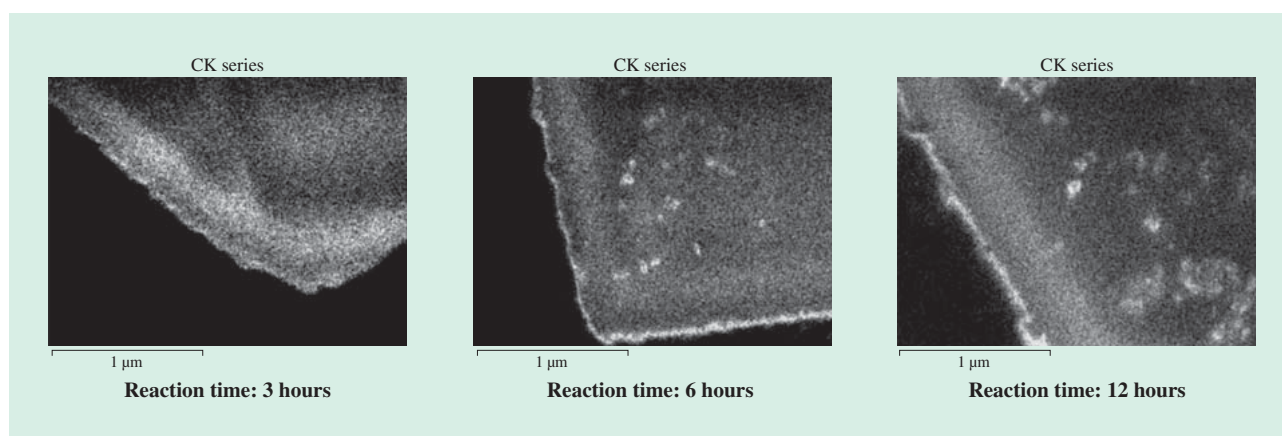 CK series
1 μm
Reaction time: 3 hours
CK series
1 μm
Reaction time: 6 hours
CK series
1 μm
Reaction time: 12 hours